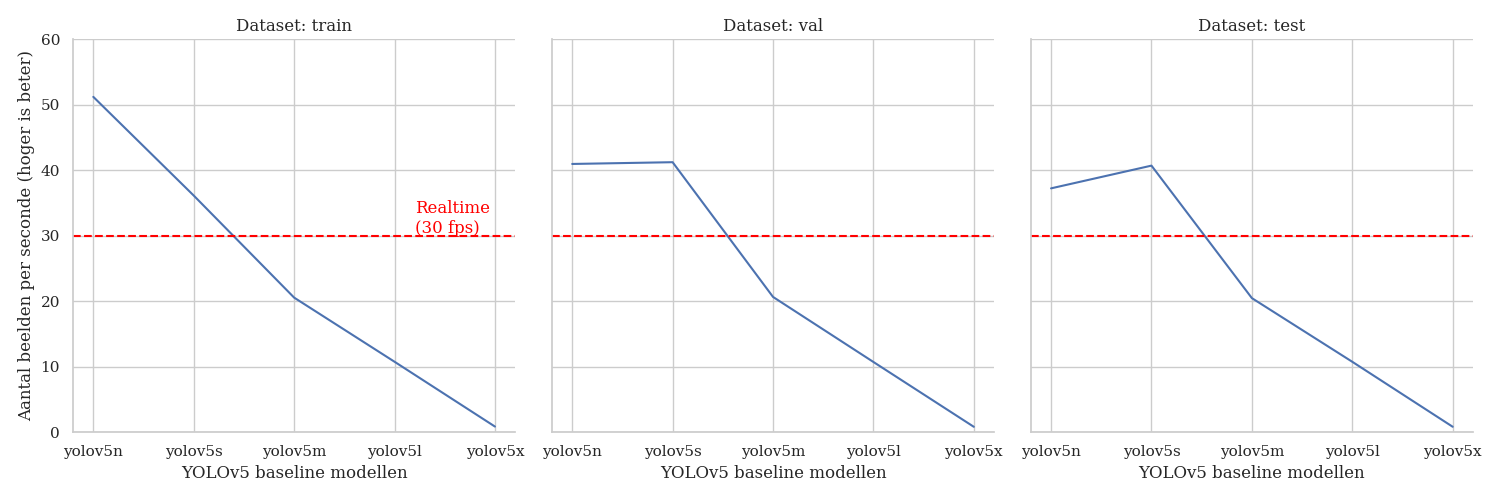 Dataset: train
Dataset: val
Dataset: test
Aantal beelden per seconde (hoger is beter)
60
50
40
30
20
10
0
Realtime
(30 fps)
yolov5n yolov5s yolov5m yolov5l yolov5x
yolov5n yolov5s yolov5m yolov5l yolov5x
yolov5n yolov5s yolov5m yolov5l yolov5x
YOLOv5 baseline modellen
YOLOv5 baseline modellen
YOLOv5 baseline modellen